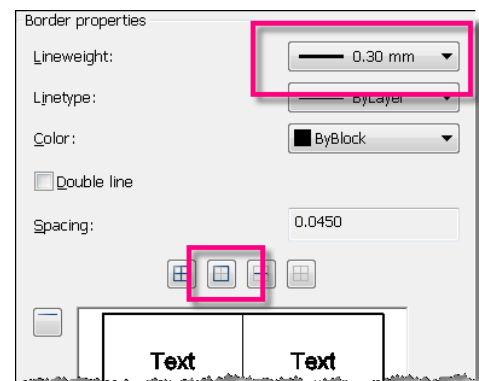 Border properties
Lineweight: 0.30 mm
Linetype: ByLayer
Color: ByBlock
Double line
Spacing: 0.0450
Text Text